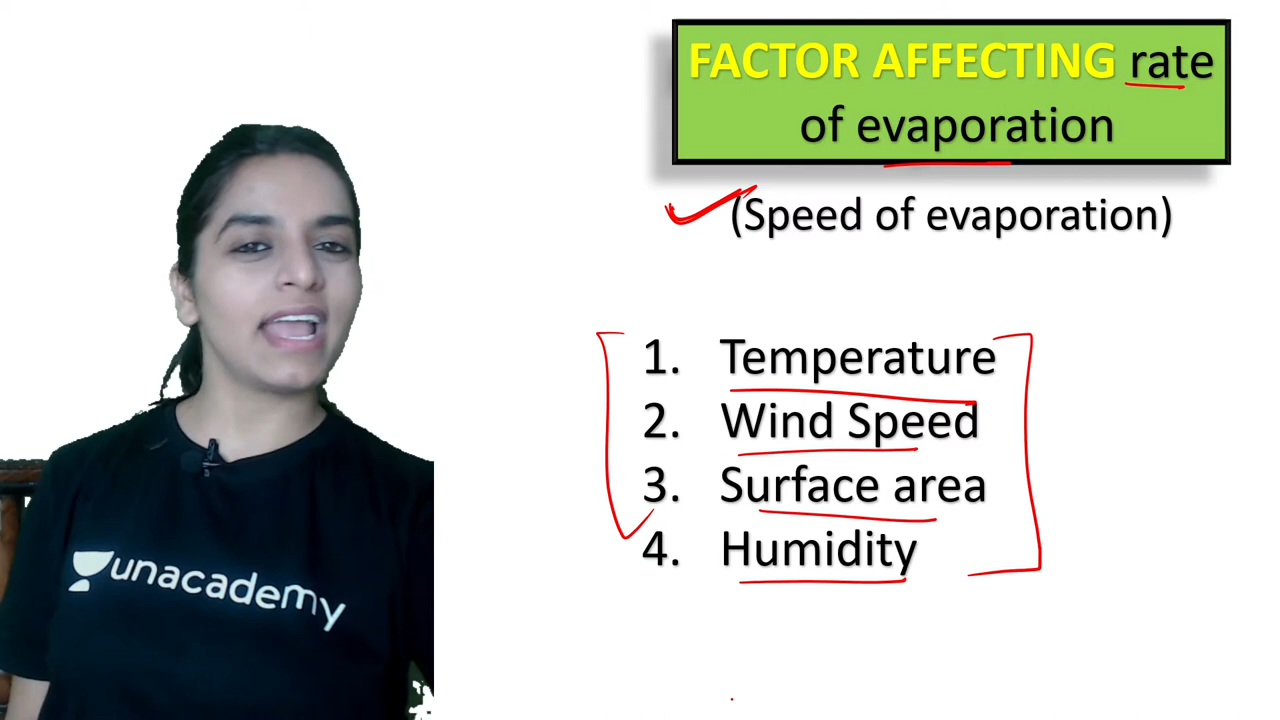 FACTOR AFFECTING rate
of evaporation
(Speed of evaporation)
1. Temperature
2. Wind Speed
3. Surface area
4. Humidity
unacademy